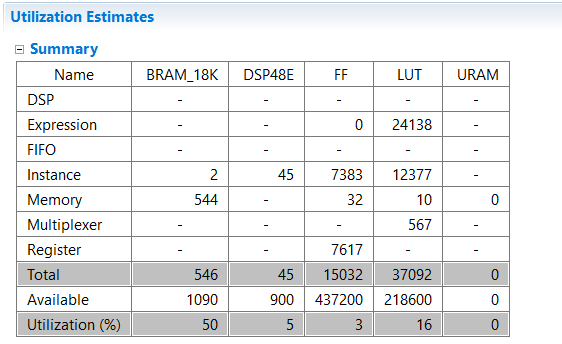 Utilization Estimates
Summary
Name BRAM_18K DSP48E FF LUT URAM
DSP - - - - -
Expression - - 0 24138 -
FIFO - - - - -
Instance 2 45 7383 12377 -
Memory 544 - 32 10 0
Multiplexer - - - 567 -
Register - - 7617 - -
Total 546 45 15032 37092 0
Available 1090 900 437200 218600 0
Utilization (%) 50 5 3 16 0